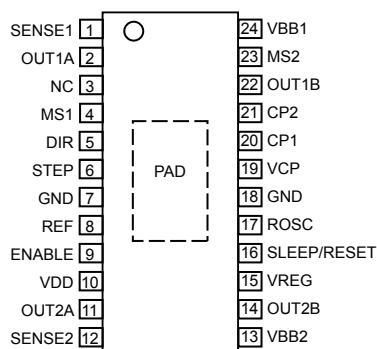 SENSE1 1 24 VBB1
OUT1A 2 23 MS2
NC 3 22 OUT1B
MS1 4 21 CP2
DIR 5 20 CP1
STEP 6 PAD 19 VCP
GND 7 18 GND
REF 8 17 ROSC
ENABLE 9 16 SLEEP/RESET
VDD 10 15 VREG
OUT2A 11 14 OUT2B
SENSE2 12 13 VBB2